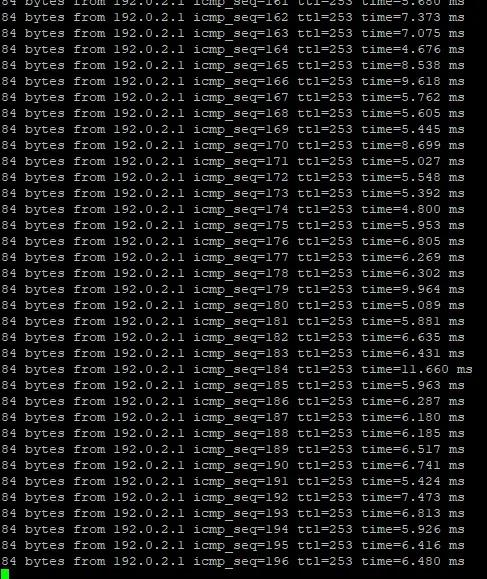 84 bytes from 192.0.2.1 icmp_seq=161 ttl=253 time=5.680 ms
84 bytes from 192.0.2.1 icmp_seq=162 ttl=253 time=7.373 ms
84 bytes from 192.0.2.1 icmp_seq=163 ttl=253 time=7.075 ms
84 bytes from 192.0.2.1 icmp_seq=164 ttl=253 time=4.676 ms
84 bytes from 192.0.2.1 icmp_seq=165 ttl=253 time=8.538 ms
84 bytes from 192.0.2.1 icmp_seq=166 ttl=253 time=9.618 ms
84 bytes from 192.0.2.1 icmp_seq=167 ttl=253 time=5.762 ms
84 bytes from 192.0.2.1 icmp_seq=168 ttl=253 time=5.605 ms
84 bytes from 192.0.2.1 icmp_seq=169 ttl=253 time=5.445 ms
84 bytes from 192.0.2.1 icmp_seq=170 ttl=253 time=8.699 ms
84 bytes from 192.0.2.1 icmp_seq=171 ttl=253 time=5.027 ms
84 bytes from 192.0.2.1 icmp_seq=172 ttl=253 time=5.548 ms
84 bytes from 192.0.2.1 icmp_seq=173 ttl=253 time=5.392 ms
84 bytes from 192.0.2.1 icmp_seq=174 ttl=253 time=4.800 ms
84 bytes from 192.0.2.1 icmp_seq=175 ttl=253 time=5.953 ms
84 bytes from 192.0.2.1 icmp_seq=176 ttl=253 time=6.805 ms
84 bytes from 192.0.2.1 icmp_seq=177 ttl=253 time=6.269 ms
84 bytes from 192.0.2.1 icmp_seq=178 ttl=253 time=6.302 ms
84 bytes from 192.0.2.1 icmp_seq=179 ttl=253 time=9.964 ms
84 bytes from 192.0.2.1 icmp_seq=180 ttl=253 time=5.089 ms
84 bytes from 192.0.2.1 icmp_seq=181 ttl=253 time=5.881 ms
84 bytes from 192.0.2.1 icmp_seq=182 ttl=253 time=6.635 ms
84 bytes from 192.0.2.1 icmp_seq=183 ttl=253 time=6.431 ms
84 bytes from 192.0.2.1 icmp_seq=184 ttl=253 time=11.660 ms
84 bytes from 192.0.2.1 icmp_seq=185 ttl=253 time=5.963 ms
84 bytes from 192.0.2.1 icmp_seq=186 ttl=253 time=6.287 ms
84 bytes from 192.0.2.1 icmp_seq=187 ttl=253 time=6.180 ms
84 bytes from 192.0.2.1 icmp_seq=188 ttl=253 time=6.185 ms
84 bytes from 192.0.2.1 icmp_seq=189 ttl=253 time=6.517 ms
84 bytes from 192.0.2.1 icmp_seq=190 ttl=253 time=6.741 ms
84 bytes from 192.0.2.1 icmp_seq=191 ttl=253 time=5.424 ms
84 bytes from 192.0.2.1 icmp_seq=192 ttl=253 time=7.473 ms
84 bytes from 192.0.2.1 icmp_seq=193 ttl=253 time=6.813 ms
84 bytes from 192.0.2.1 icmp_seq=194 ttl=253 time=5.926 ms
84 bytes from 192.0.2.1 icmp_seq=195 ttl=253 time=6.416 ms
84 bytes from 192.0.2.1 icmp_seq=196 ttl=253 time=6.480 ms